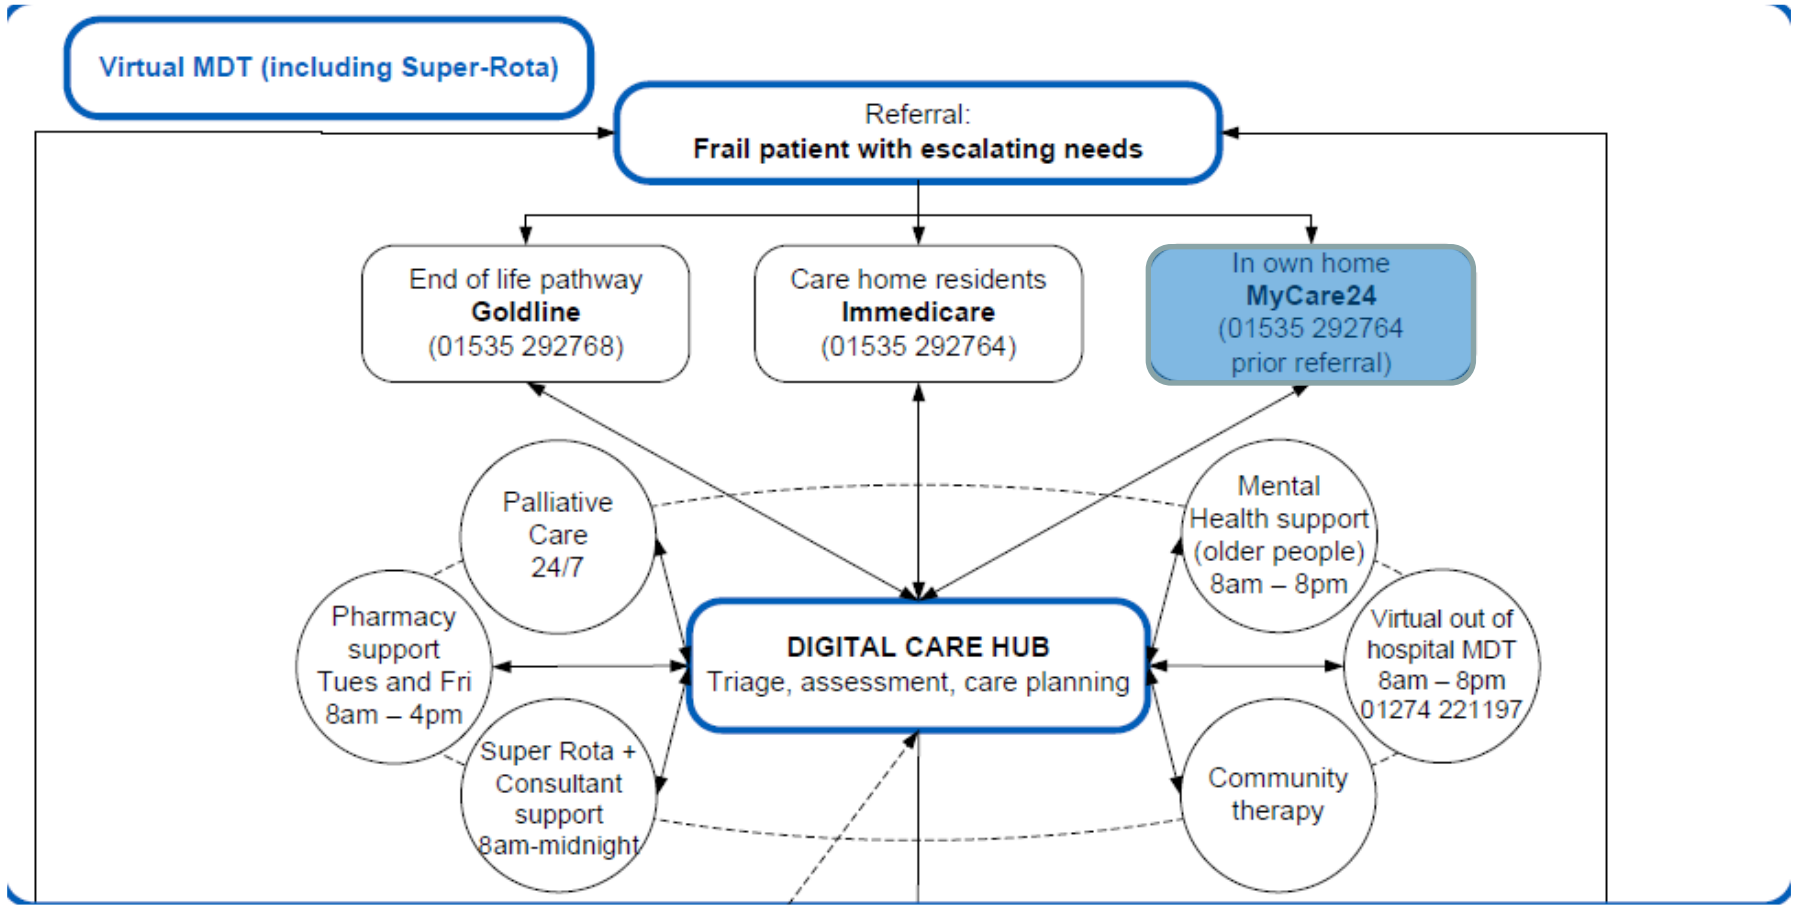 Virtual MDT (including Super-Rota)
Referral:
Frail patient with escalating needs
End of life pathway
Goldline
(01535 292768)
Care home residents
Immedicare
(01535 292764)
In own home
MyCare24
(01535 292764
prior referral)
Palliative
Care
24/7
Mental
Health support
(older people)
8am – 8pm
Pharmacy
support
Tues and Fri
8am – 4pm
DIGITAL CARE HUB
Triage, assessment, care planning
Virtual out of
hospital MDT
8am – 8pm
01274 221197
Super Rota +
Consultant
support
8am-midnight
Community
therapy